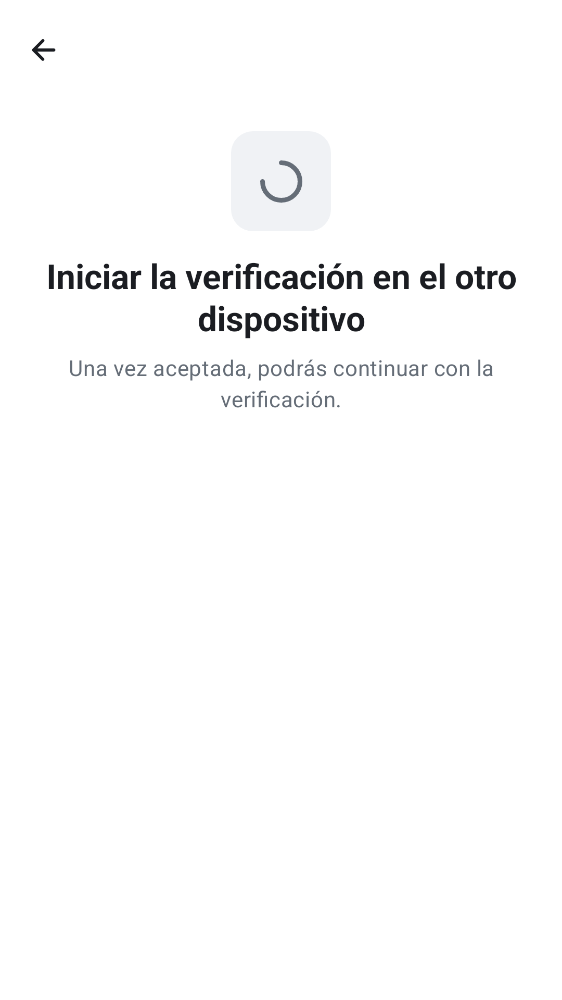 Iniciar la verificación en el otro
dispositivo
Una vez aceptada, podrás continuar con la
verificación.